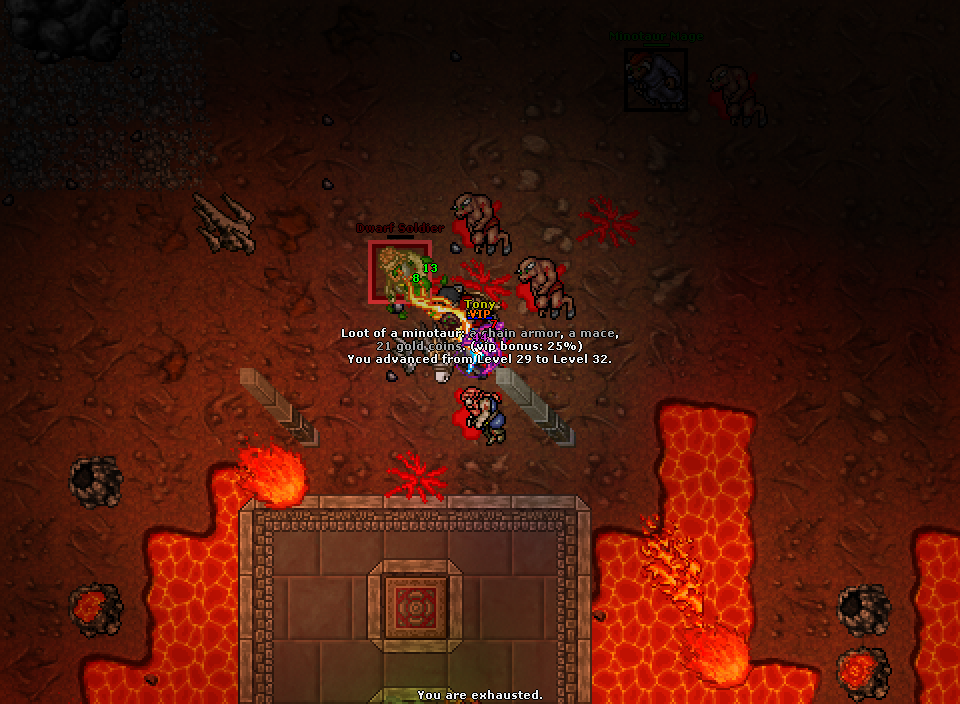 Minotaur Mage
Dwarf Soldier
13
8
Tony
VIP
Loot of a minotaur: a chain armor, a mace,
21 gold coins. (vip bonus: 25%)
You advanced from Level 29 to Level 32.
You are exhausted.